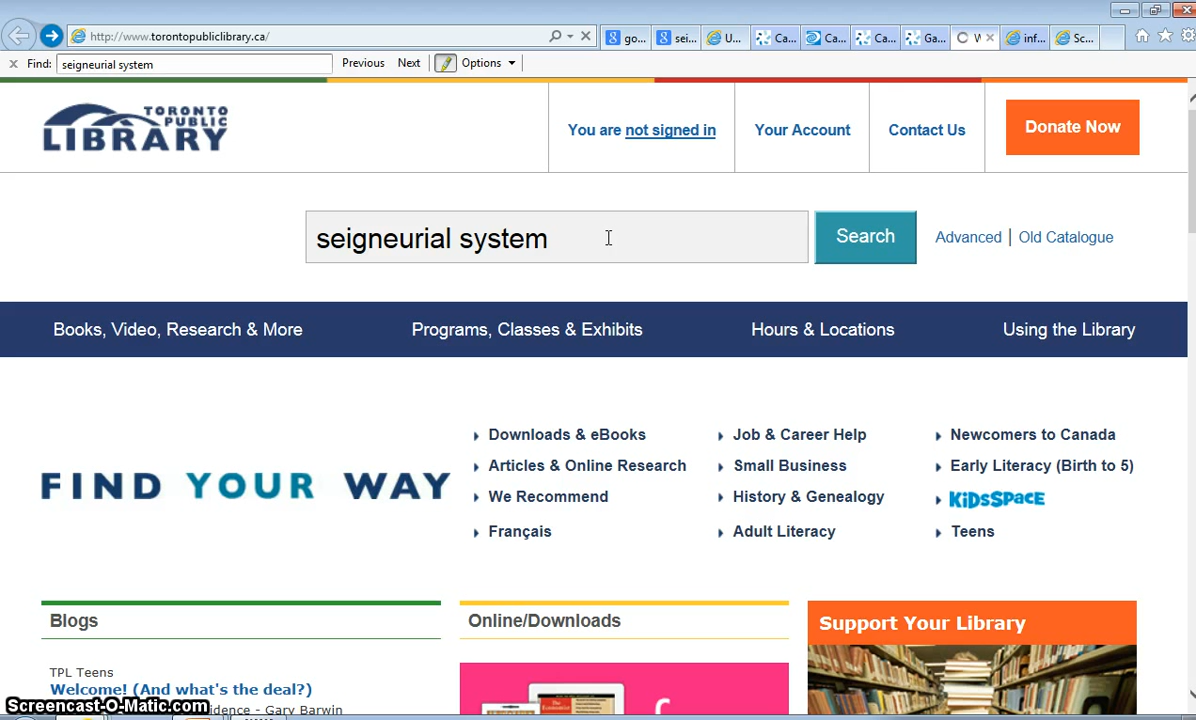 http://www.torontopubliclibrary.ca/
go...
sei...
U...
Ca...
Ca...
Ca...
Ga...
W
inf...
Sc...
Find: seigneurial system Previous Next Options
TORONTO
PUBLIC
LIBRARY
You are not signed in
Your Account
Contact Us
Donate Now
seigneurial system
Search
Advanced | Old Catalogue
Books, Video, Research & More
Programs, Classes & Exhibits
Hours & Locations
Using the Library
FIND YOUR WAY
Downloads & eBooks
Articles & Online Research
We Recommend
Français
Job & Career Help
Small Business
History & Genealogy
Adult Literacy
Newcomers to Canada
Early Literacy (Birth to 5)
KidsSpace
Teens
Blogs
TPL Teens
Welcome! (And what's the deal?)
idence - Gary Barwin
Online/Downloads
The Economist
Support Your Library
Screencast-O-Matic.com